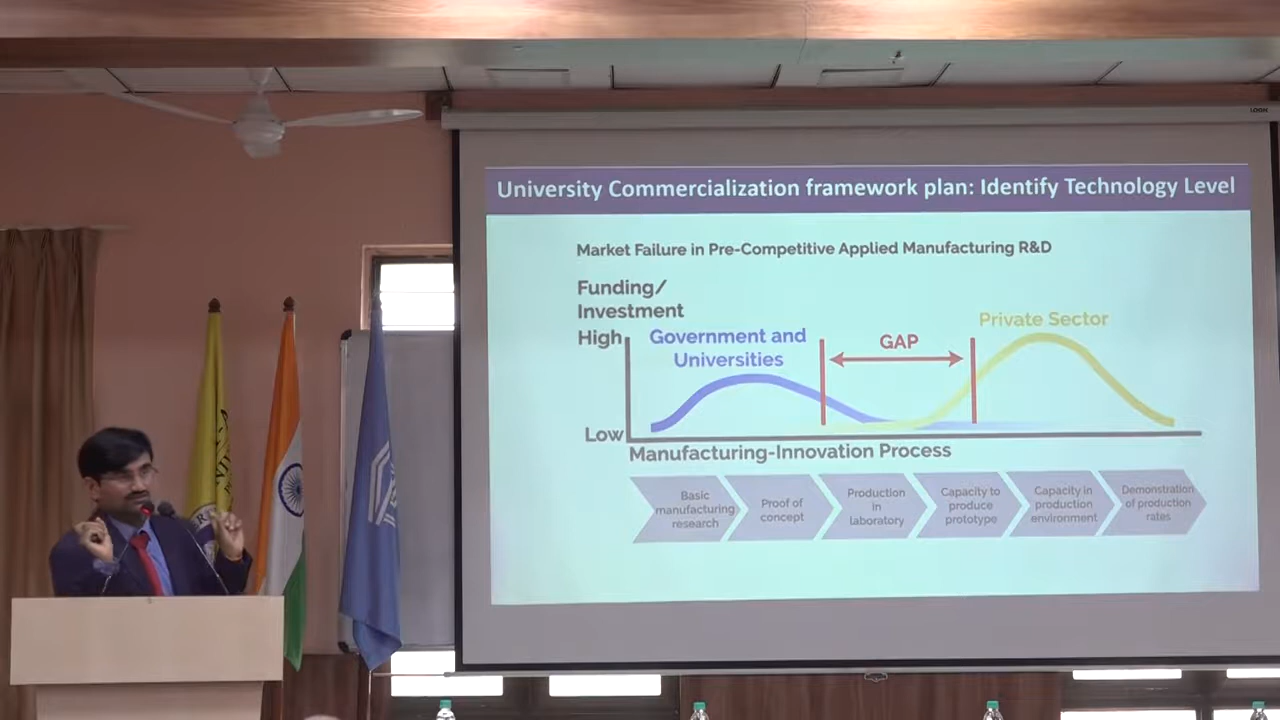 University Commercialization framework plan: Identify Technology Level
Market Failure in Pre-Competitive Applied Manufacturing R&D
Funding/
Investment
High
Government and
Universities
GAP
Private Sector
Low
Manufacturing-Innovation Process
Basic
manufacturing
research
Proof of
concept
Production
in
laboratory
Capacity to
produce
prototype
Capacity in
production
environment
Demonstration
of production
rates